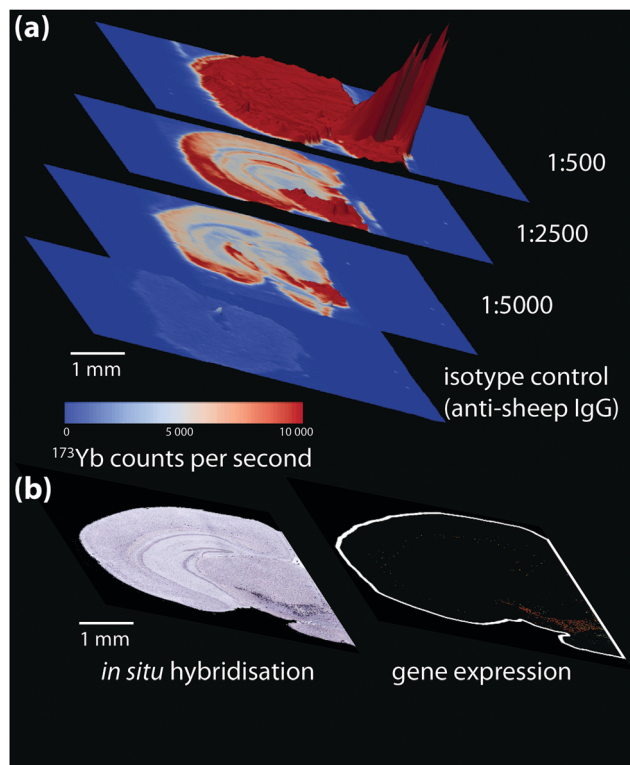 (a)
1:500
1:2500
1:5000
isotype control
(anti-sheep IgG)
1 mm
0 5 000 10 000
¹⁷³Yb counts per second
(b)
1 mm
in situ hybridisation
gene expression